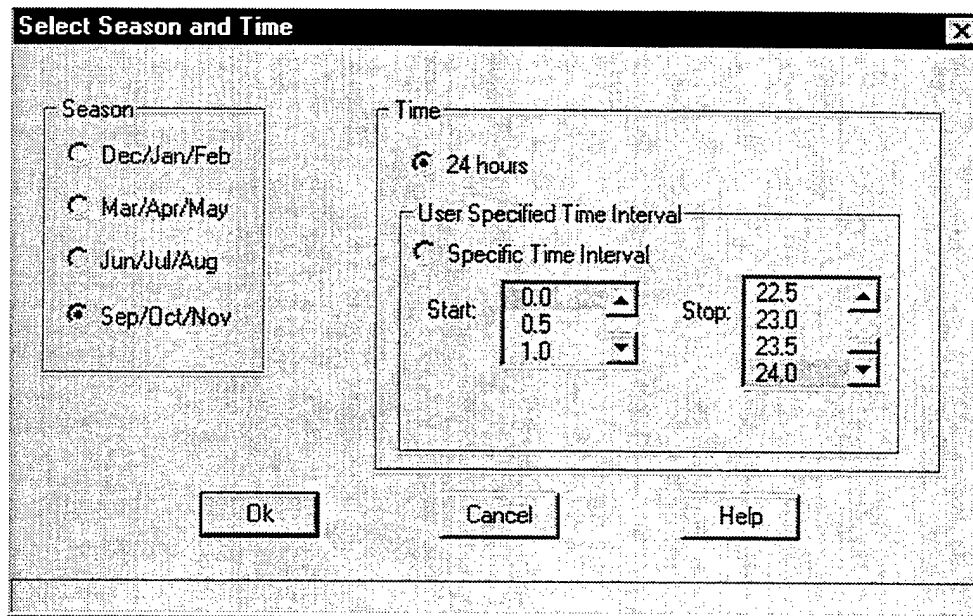 Select Season and Time
Season
Dec/Jan/Feb
Mar/Apr/May
Jun/Jul/Aug
Sep/Oct/Nov
Time
24 hours
User Specified Time Interval
Specific Time Interval
Start:
0.0
0.5
1.0
Stop:
22.5
23.0
23.5
24.0
Ok
Cancel
Help